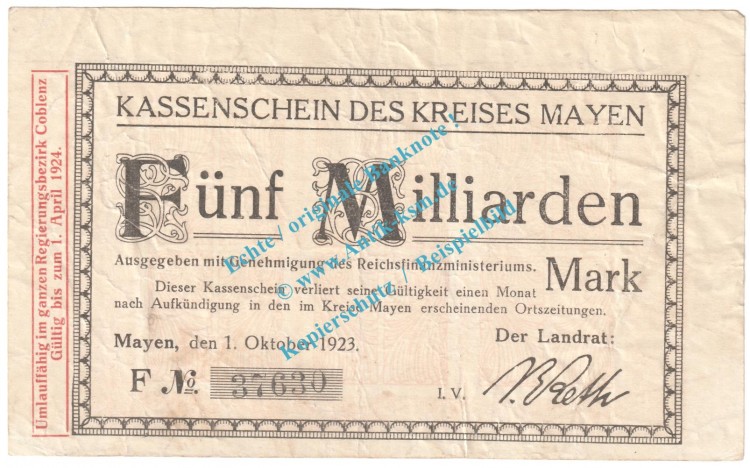 Umlauffähig im ganzen Regierungsbezirk Coblenz
Gültig bis zum 1. April 1924.
KASSENSCHEIN DES KREISES MAYEN
Fünf Milliarden
Mark
Ausgegeben mit Genehmigung des Reichsfinanzministeriums.
Dieser Kassenschein verliert seine Gültigkeit einen Monat
nach Aufkündigung in den im Kreise Mayen erscheinenden Ortszeitungen.
Mayen, den 1. Oktober 1923.
Der Landrat:
F No. 37630
I. V.
Echte / originale Banknote !
© www.Antik-ksm.de
Kopierschutz / Beispielbild